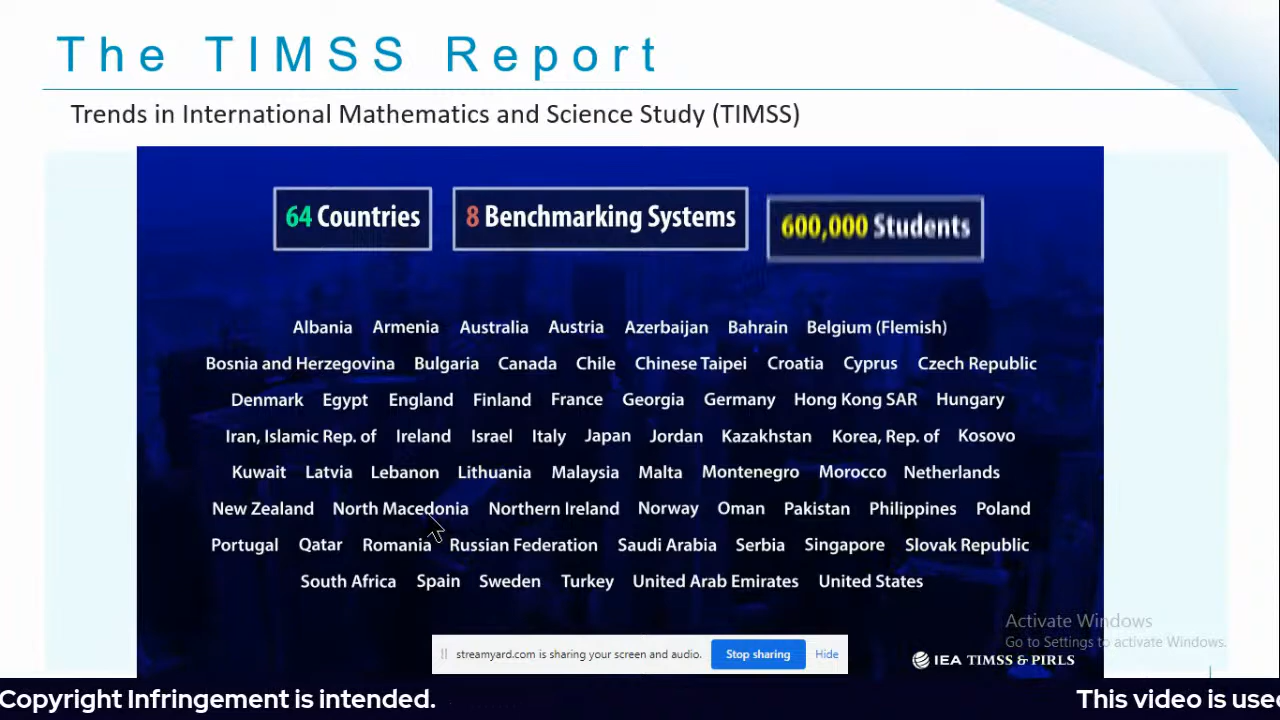 The TIMSS Report
Trends in International Mathematics and Science Study (TIMSS)
64 Countries 8 Benchmarking Systems 600,000 Students
Albania Armenia Australia Austria Azerbaijan Bahrain Belgium (Flemish)
Bosnia and Herzegovina Bulgaria Canada Chile Chinese Taipei Croatia Cyprus Czech Republic
Denmark Egypt England Finland France Georgia Germany Hong Kong SAR Hungary
Iran, Islamic Rep. of Ireland Israel Italy Japan Jordan Kazakhstan Korea, Rep. of Kosovo
Kuwait Latvia Lebanon Lithuania Malaysia Malta Montenegro Morocco Netherlands
New Zealand North Macedonia Northern Ireland Norway Oman Pakistan Philippines Poland
Portugal Qatar Romania Russian Federation Saudi Arabia Serbia Singapore Slovak Republic
South Africa Spain Sweden Turkey United Arab Emirates United States
Activate Windows
Go to Settings to activate Windows.
streamyard.com is sharing your screen and audio. Stop sharing Hide
IEA TIMSS & PIRLS
Copyright Infringement is intended. This video is used